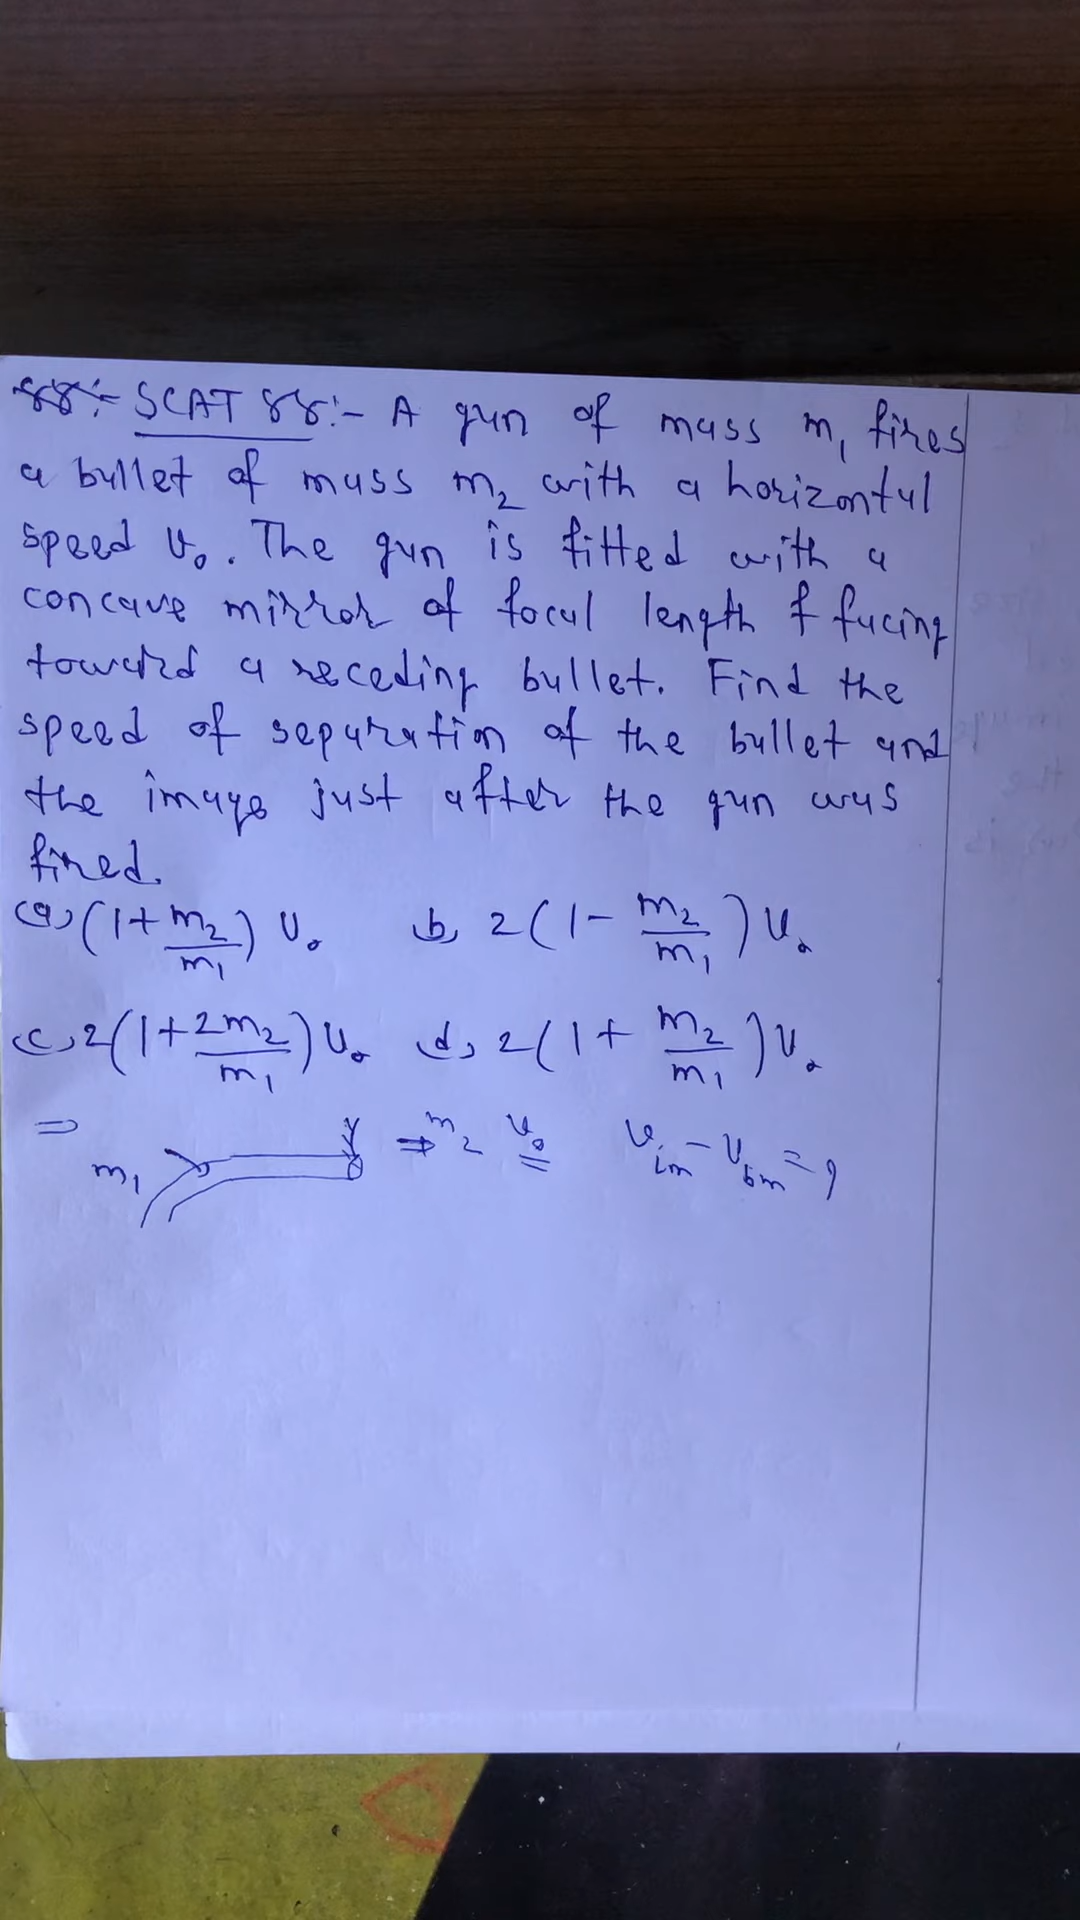 88:- SCAT 88:- A gun of mass m₁ fires
a bullet of mass m₂ with a horizontal
speed v₀. The gun is fitted with a
concave mirror of focal length f facing
toward a receding bullet. Find the
speed of separation of the bullet and
the image just after the gun was
fired.
(a) (1+m₂/m₁) v₀ (b) 2(1-m₂/m₁) v₀
(c) 2(1+2m₂/m₁) v₀ (d) 2(1+m₂/m₁) v₀
⇒ m₁ ⇒ m₂ v₀ v_im - v_bm = ?